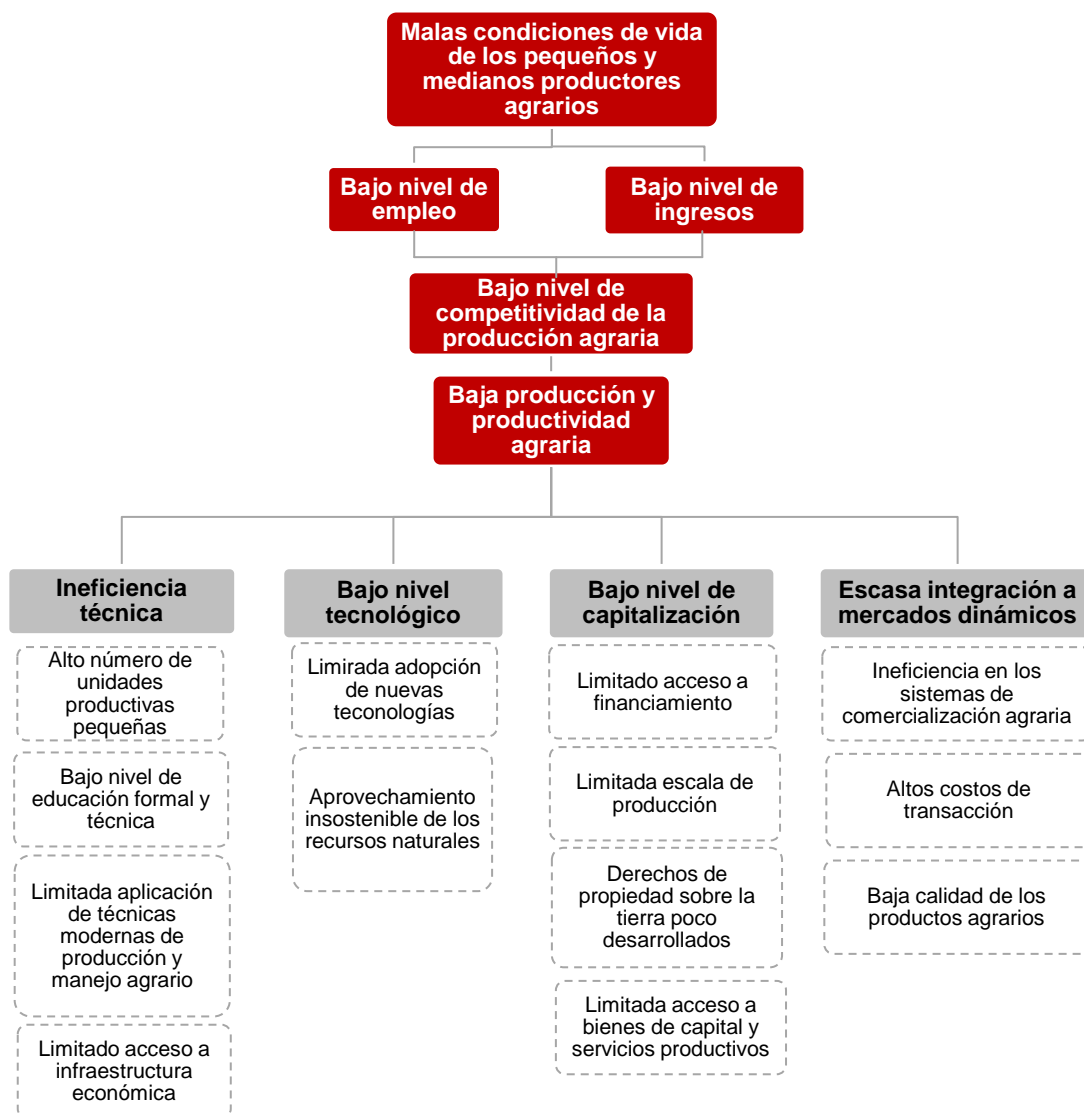 Malas condiciones de vida
de los pequeños y
medianos productores
agrarios
Bajo nivel de
empleo
Bajo nivel de
ingresos
Bajo nivel de
competitividad de la
producción agraria
Baja producción y
productividad
agraria
Ineficiencia
técnica
Alto número de
unidades
productivas
pequeñas
Bajo nivel de
educación formal y
técnica
Limitada aplicación
de técnicas
modernas de
producción y
manejo agrario
Limitado acceso a
infraestructura
económica
Bajo nivel
tecnológico
Limirada adopción
de nuevas
teconologías
Aprovechamiento
insostenible de los
recursos naturales
Bajo nivel de
capitalización
Limitado acceso a
financiamiento
Limitada escala de
producción
Derechos de
propiedad sobre la
tierra poco
desarrollados
Limitada acceso a
bienes de capital y
servicios productivos
Escasa integración a
mercados dinámicos
Ineficiencia en los
sistemas de
comercialización agraria
Altos costos de
transacción
Baja calidad de los
productos agrarios